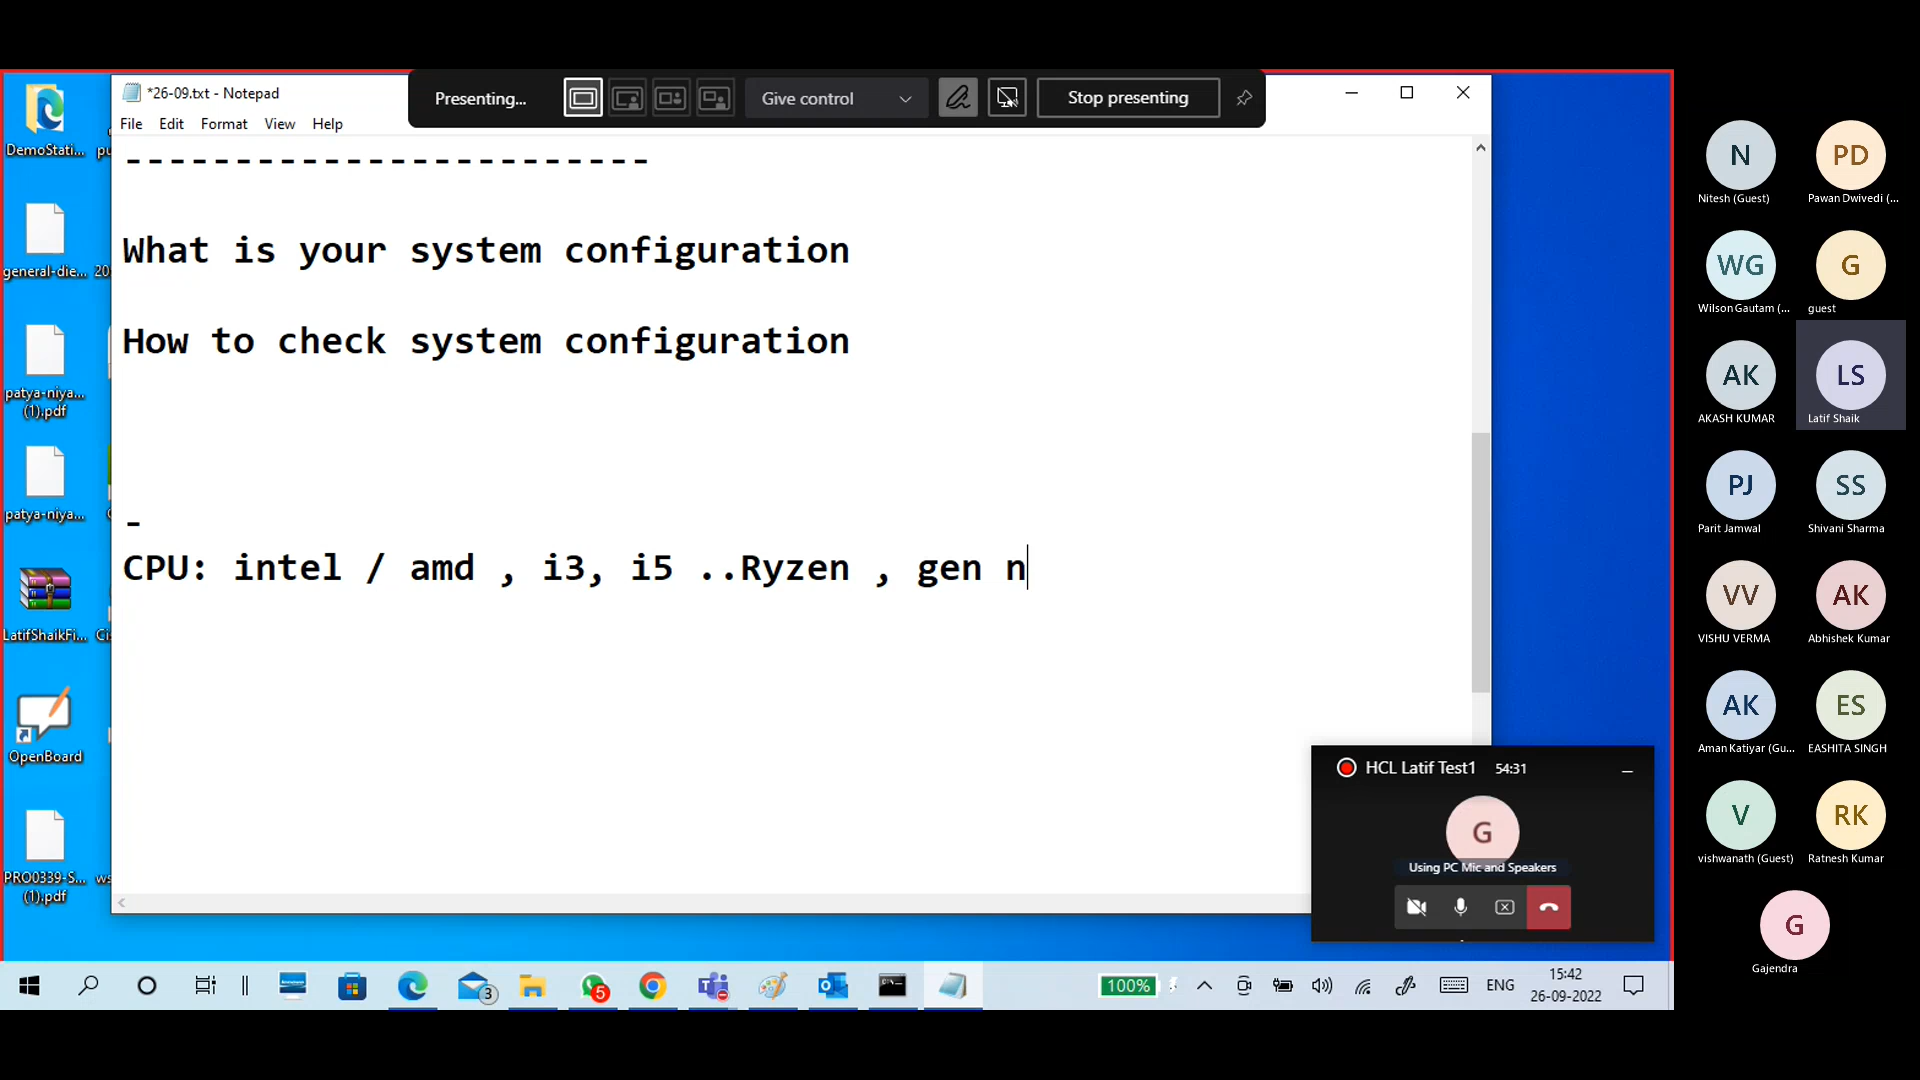 DemoStati...
general-die...
patya-niya...
(1).pdf
patya-niya...
LatifShaikFi...
OpenBoard
PRO0339-S...
(1).pdf
*26-09.txt - Notepad
File Edit Format View Help
Presenting...
Give control
Stop presenting
------------------------
What is your system configuration
How to check system configuration
-
CPU: intel / amd , i3, i5 ..Ryzen , gen n
HCL Latif Test1 54:31
G
Using PC Mic and Speakers
3
5
100%
ENG
15:42
26-09-2022
N
Nitesh (Guest)
PD
Pawan Dwivedi (...
WG
Wilson Gautam (...
G
guest
AK
AKASH KUMAR
LS
Latif Shaik
PJ
Parit Jamwal
SS
Shivani Sharma
VV
VISHU VERMA
AK
Abhishek Kumar
AK
Aman Katiyar (Gu...
ES
EASHITA SINGH
V
vishwanath (Guest)
RK
Ratnesh Kumar
G
Gajendra